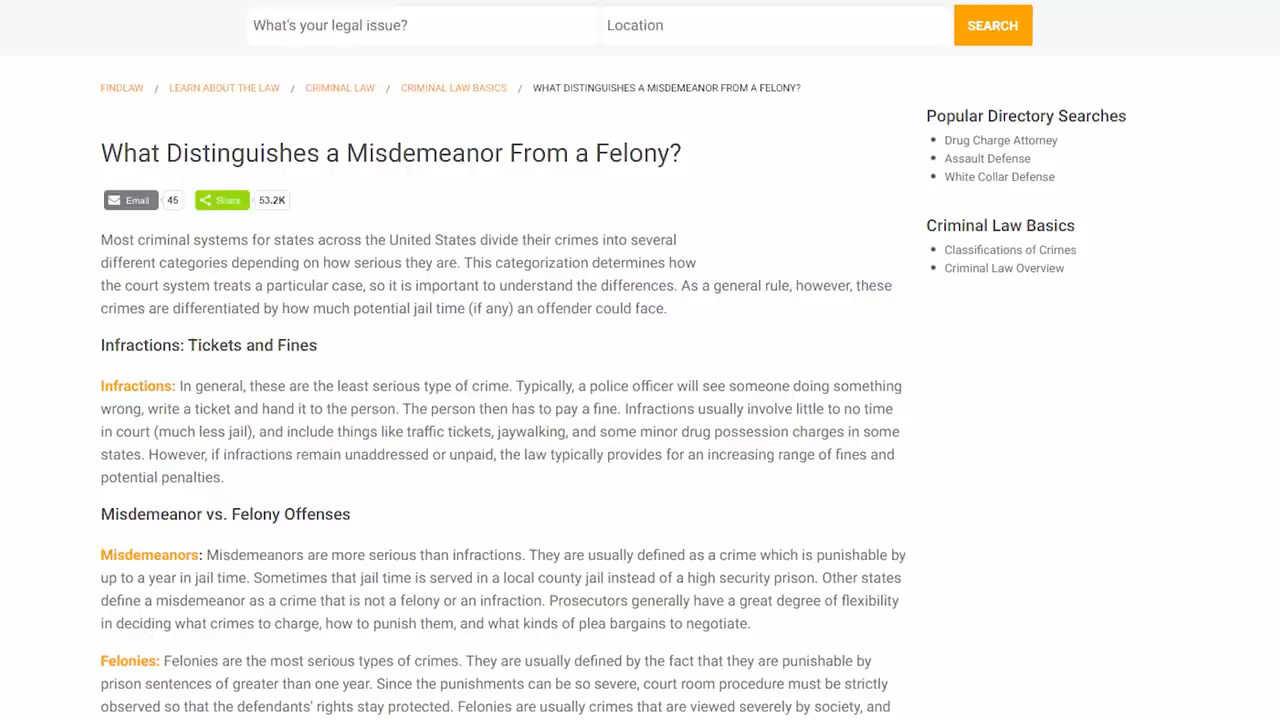 What's your legal issue? Location SEARCH
FINDLAW / LEARN ABOUT THE LAW / CRIMINAL LAW / CRIMINAL LAW BASICS / WHAT DISTINGUISHES A MISDEMEANOR FROM A FELONY?
What Distinguishes a Misdemeanor From a Felony?
Email 45 Share 53.2K
Most criminal systems for states across the United States divide their crimes into several
different categories depending on how serious they are. This categorization determines how
the court system treats a particular case, so it is important to understand the differences. As a general rule, however, these
crimes are differentiated by how much potential jail time (if any) an offender could face.
Infractions: Tickets and Fines
Infractions: In general, these are the least serious type of crime. Typically, a police officer will see someone doing something
wrong, write a ticket and hand it to the person. The person then has to pay a fine. Infractions usually involve little to no time
in court (much less jail), and include things like traffic tickets, jaywalking, and some minor drug possession charges in some
states. However, if infractions remain unaddressed or unpaid, the law typically provides for an increasing range of fines and
potential penalties.
Misdemeanor vs. Felony Offenses
Misdemeanors: Misdemeanors are more serious than infractions. They are usually defined as a crime which is punishable by
up to a year in jail time. Sometimes that jail time is served in a local county jail instead of a high security prison. Other states
define a misdemeanor as a crime that is not a felony or an infraction. Prosecutors generally have a great degree of flexibility
in deciding what crimes to charge, how to punish them, and what kinds of plea bargains to negotiate.
Felonies: Felonies are the most serious types of crimes. They are usually defined by the fact that they are punishable by
prison sentences of greater than one year. Since the punishments can be so severe, court room procedure must be strictly
observed so that the defendants' rights stay protected. Felonies are usually crimes that are viewed severely by society, and
Popular Directory Searches
Drug Charge Attorney
Assault Defense
White Collar Defense
Criminal Law Basics
Classifications of Crimes
Criminal Law Overview